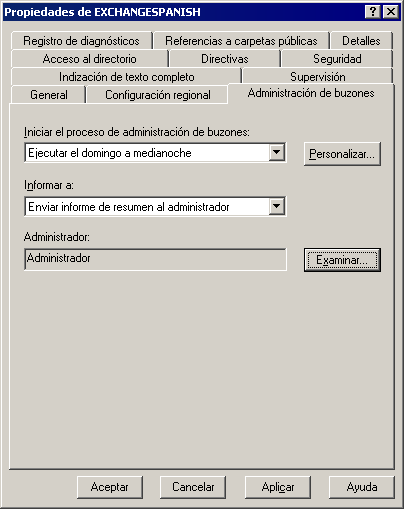 Propiedades de EXCHANGESPANISH
Registro de diagnósticos Referencias a carpetas públicas Detalles
Acceso al directorio Directivas Seguridad
Indización de texto completo Supervisión
General Configuración regional Administración de buzones
Iniciar el proceso de administración de buzones:
Ejecutar el domingo a medianoche Personalizar...
Informar a:
Enviar informe de resumen al administrador
Administrador:
Administrador Examinar...
Aceptar Cancelar Aplicar Ayuda